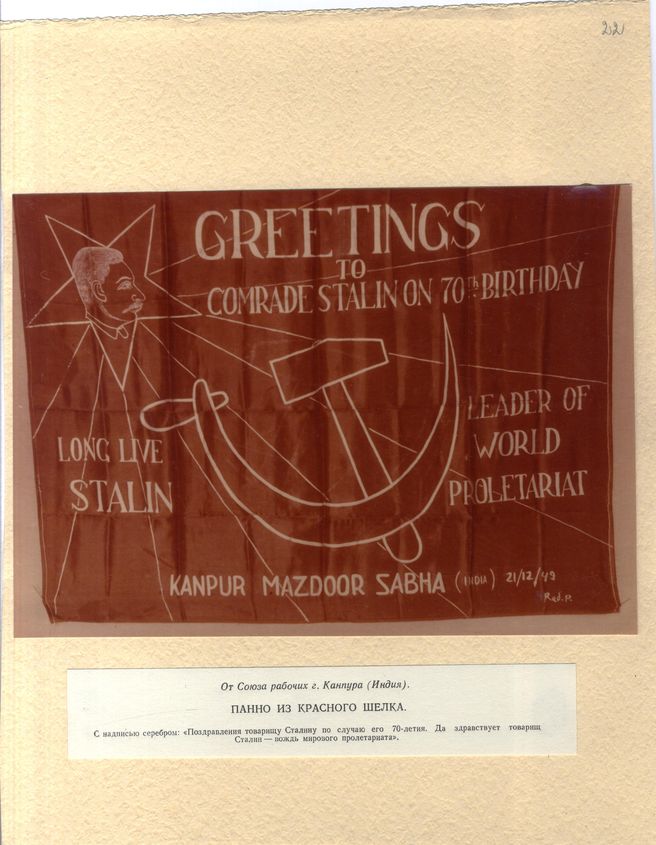 22
GREETINGS
TO
COMRADE STALIN ON 70TH BIRTHDAY
LONG LIVE
STALIN
LEADER OF
WORLD
PROLETARIAT
KANPUR MAZDOOR SABHA (INDIA) 21/12/49
Red. P.
От Союза рабочих г. Канпура (Индия).
ПАННО ИЗ КРАСНОГО ШЕЛКА.
С надписью серебром: «Поздравления товарищу Сталину по случаю его 70-летия. Да здравствует товарищ
Сталин — вождь мирового пролетариата».